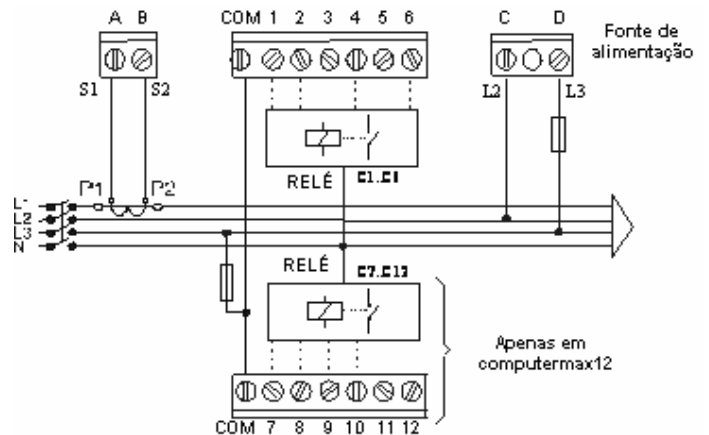 A B COM 1 2 3 4 5 6 C D
Fonte de
alimentação
S1 S2 L2 L3
RELÉ C1..C6
P1 P2
L1
L2
L3
N
RELÉ C7..C12
Apenas em
computermax12
COM 7 8 9 10 11 12